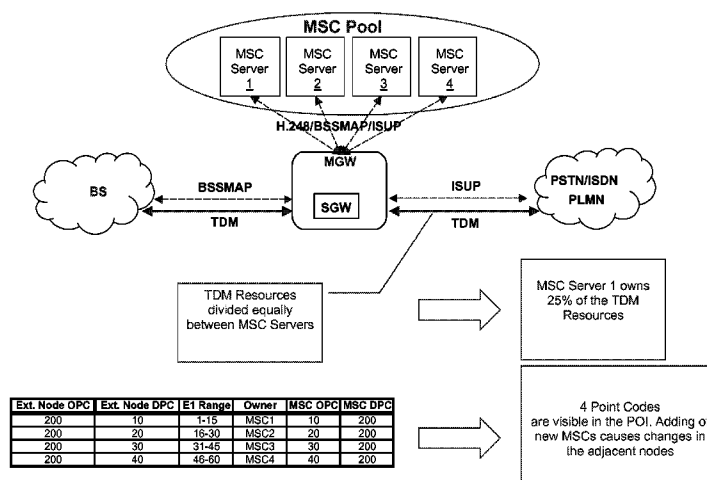 MSC Pool
MSC Server 1
MSC Server 2
MSC Server 3
MSC Server 4
H.248/BSSMAP/ISUP
MGW
SGW
BS
BSSMAP
TDM
ISUP
TDM
PSTN/ISDN
PLMN
TDM Resources
divided equally
between MSC Servers
MSC Server 1 owns
25% of the TDM
Resources
Ext. Node OPC Ext. Node DPC E1 Range Owner MSC OPC MSC DPC
200 10 1-15 MSC1 10 200
200 20 16-30 MSC2 20 200
200 30 31-45 MSC3 30 200
200 40 46-60 MSC4 40 200
4 Point Codes
are visible in the POI. Adding of
new MSCs causes changes in
the adjacent nodes